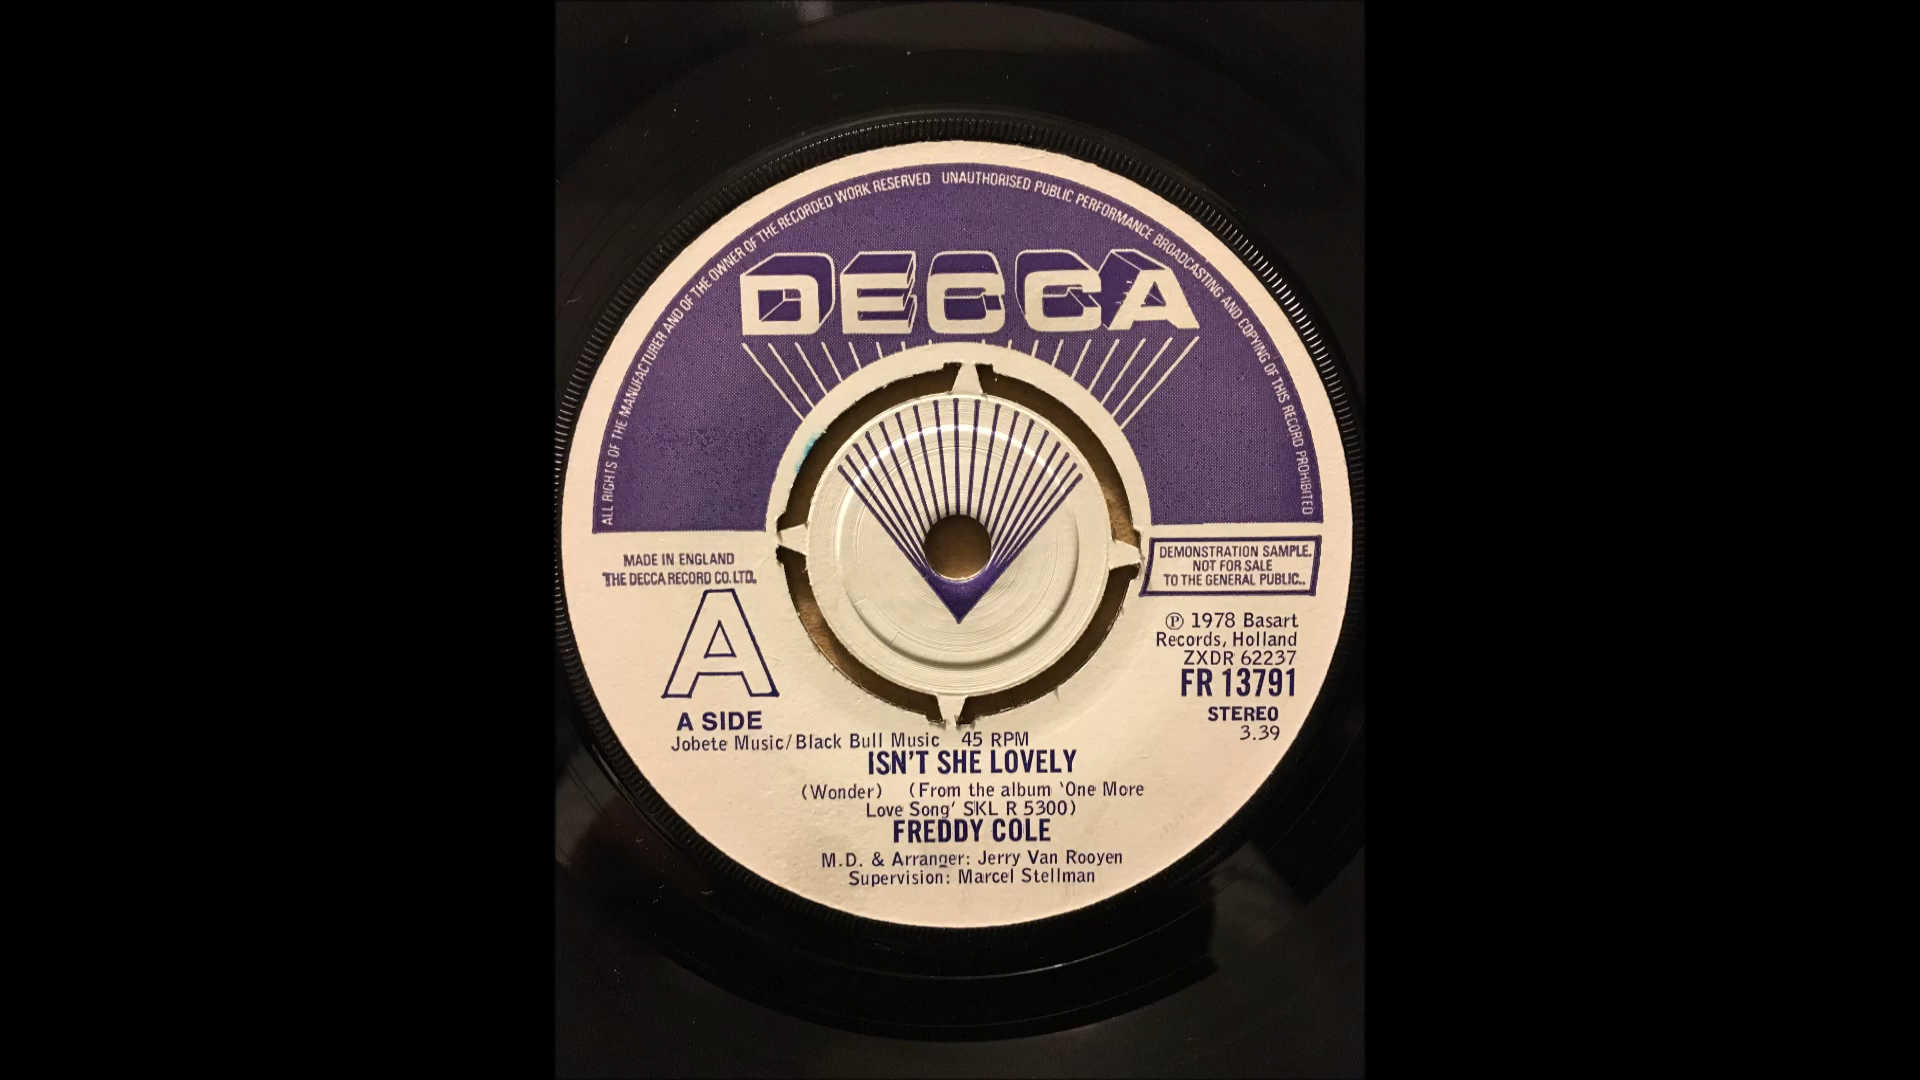 ALL RIGHTS OF THE MANUFACTURER AND OF THE OWNER OF THE RECORDED WORK RESERVED UNAUTHORISED PUBLIC PERFORMANCE BROADCASTING AND COPYING OF THIS RECORD PROHIBITED
DECCA
MADE IN ENGLAND
THE DECCA RECORD CO. LTD.
A
A SIDE
DEMONSTRATION SAMPLE.
NOT FOR SALE
TO THE GENERAL PUBLIC..
Ⓟ 1978 Basart
Records, Holland
ZXDR 62237
FR 13791
STEREO
3.39
Jobete Music/Black Bull Music 45 RPM
ISN'T SHE LOVELY
(Wonder) (From the album 'One More
Love Song' SKL R 5300)
FREDDY COLE
M.D. & Arranger: Jerry Van Rooyen
Supervision: Marcel Stellman